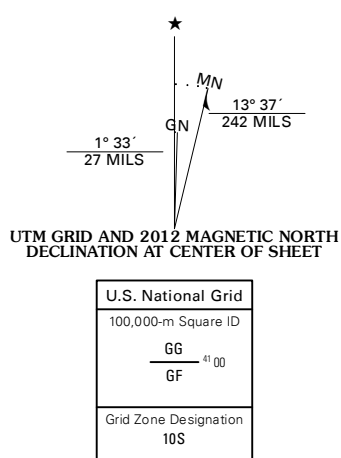 ★
MN
13° 37´
242 MILS
GN
1° 33´
27 MILS
UTM GRID AND 2012 MAGNETIC NORTH
DECLINATION AT CENTER OF SHEET
U.S. National Grid
100,000-m Square ID
GG
41 00
GF
Grid Zone Designation
10S